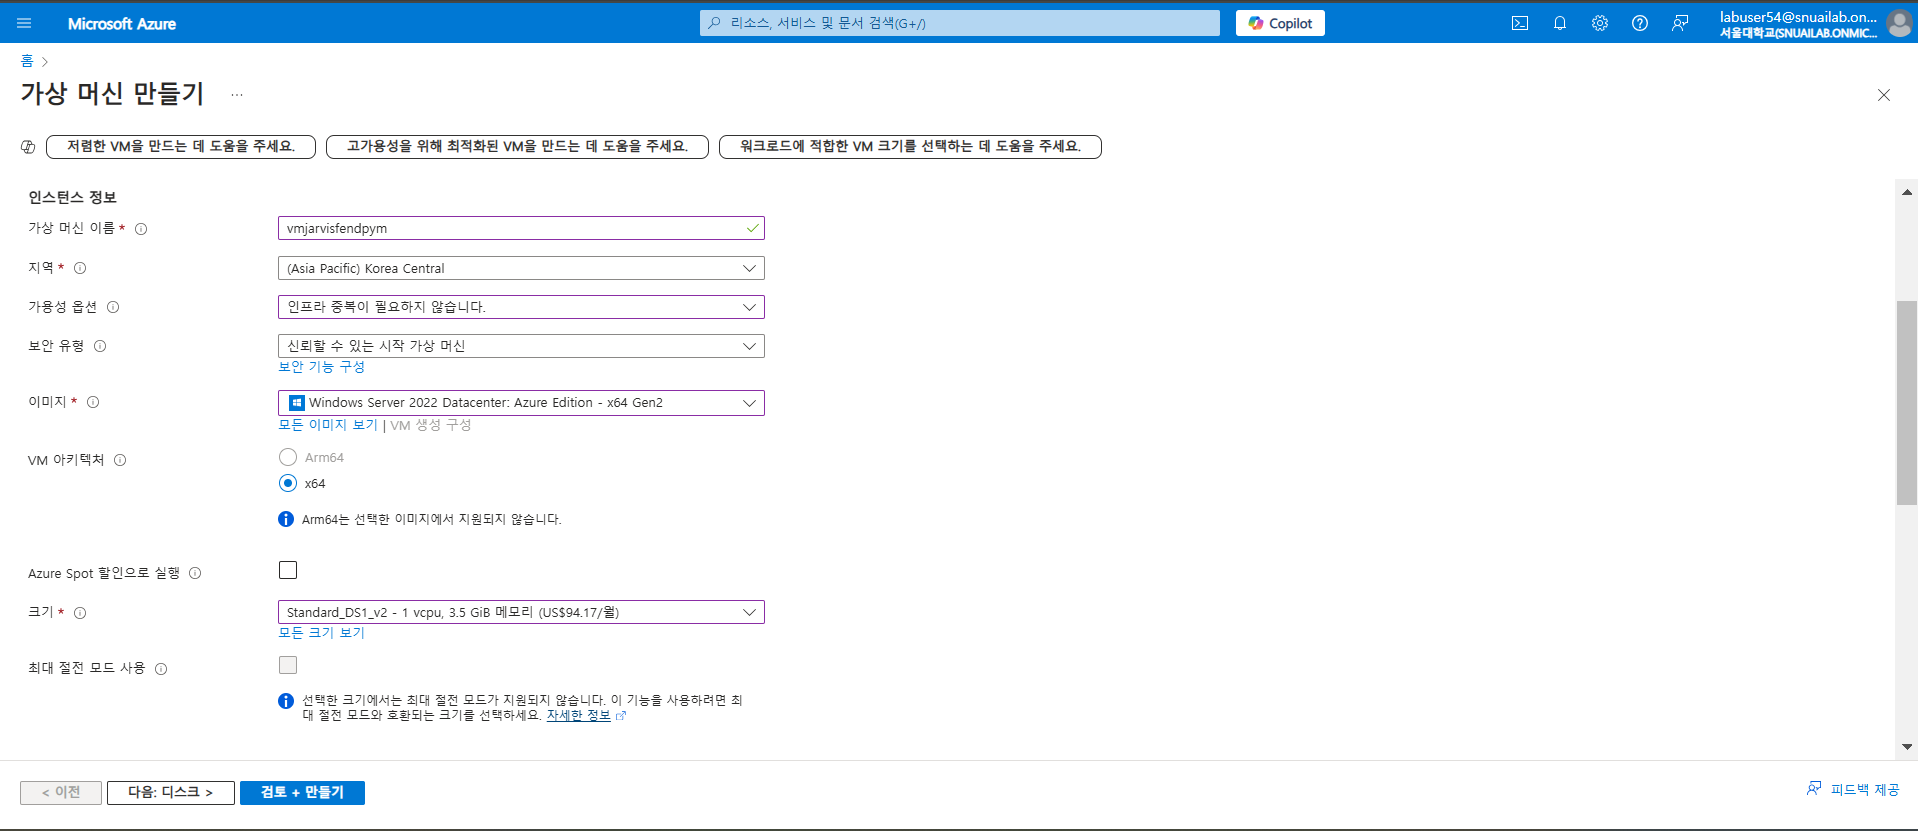 Microsoft Azure
리소스, 서비스 및 문서 검색(G+/)
Copilot
labuser54@snuailab.on...
서울대학교(SNUAILAB.ONMIC...
홈 >
가상 머신 만들기 ...
저렴한 VM을 만드는 데 도움을 주세요.
고가용성을 위해 최적화된 VM을 만드는 데 도움을 주세요.
워크로드에 적합한 VM 크기를 선택하는 데 도움을 주세요.
인스턴스 정보
가상 머신 이름 *
vmjarvisfendpym
지역 *
(Asia Pacific) Korea Central
가용성 옵션
인프라 중복이 필요하지 않습니다.
보안 유형
신뢰할 수 있는 시작 가상 머신
보안 기능 구성
이미지 *
Windows Server 2022 Datacenter: Azure Edition - x64 Gen2
모든 이미지 보기 | VM 생성 구성
VM 아키텍처
Arm64
x64
Arm64는 선택한 이미지에서 지원되지 않습니다.
Azure Spot 할인으로 실행
크기 *
Standard_DS1_v2 - 1 vcpu, 3.5 GiB 메모리 (US$94.17/월)
모든 크기 보기
최대 절전 모드 사용
선택한 크기에서는 최대 절전 모드가 지원되지 않습니다. 이 기능을 사용하려면 최
대 절전 모드와 호환되는 크기를 선택하세요. 자세한 정보
< 이전
다음: 디스크 >
검토 + 만들기
피드백 제공